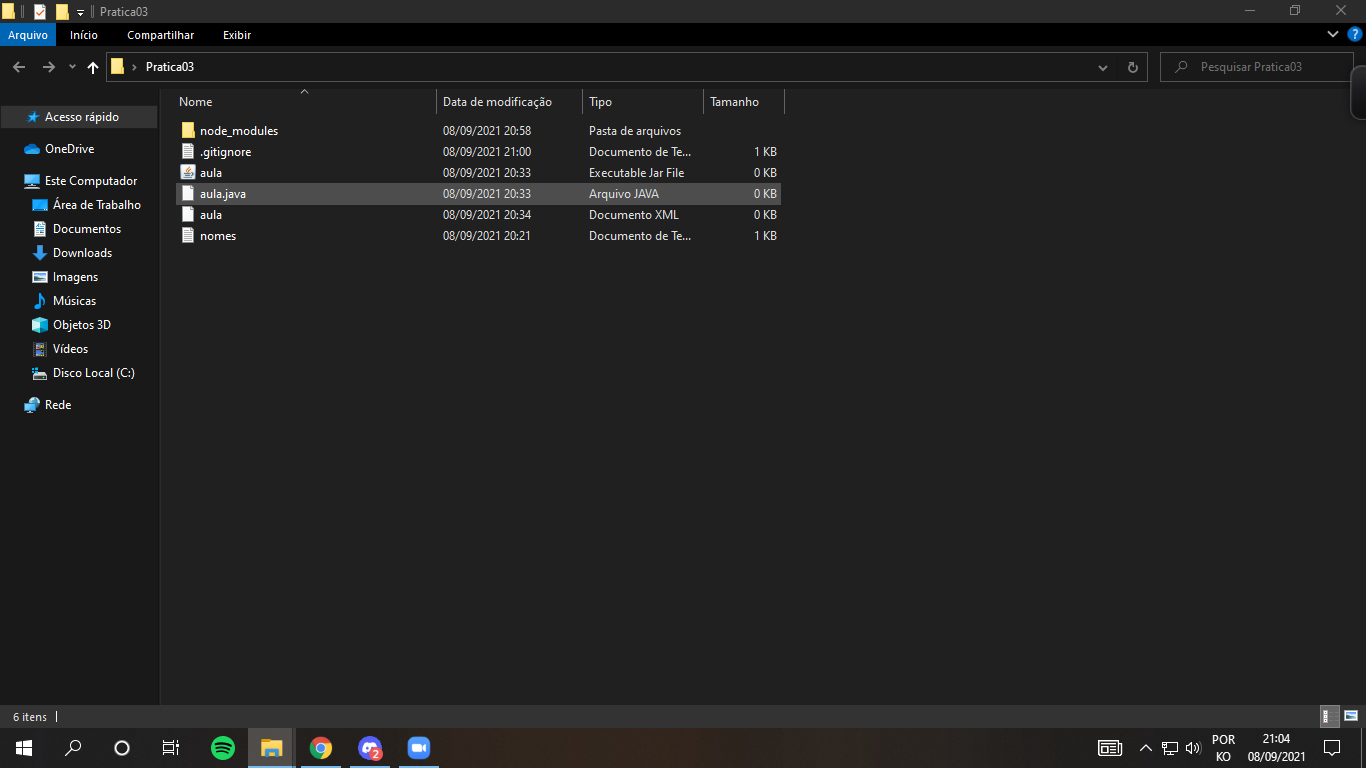 Pratica03
Arquivo Início Compartilhar Exibir
Pratica03 Pesquisar Pratica03
Nome Data de modificação Tipo Tamanho
Acesso rápido
OneDrive
Este Computador
Área de Trabalho
Documentos
Downloads
Imagens
Músicas
Objetos 3D
Vídeos
Disco Local (C:)
Rede
node_modules 08/09/2021 20:58 Pasta de arquivos
.gitignore 08/09/2021 21:00 Documento de Te... 1 KB
aula 08/09/2021 20:33 Executable Jar File 0 KB
aula.java 08/09/2021 20:33 Arquivo JAVA 0 KB
aula 08/09/2021 20:34 Documento XML 0 KB
nomes 08/09/2021 20:21 Documento de Te... 1 KB
6 itens
2
POR
KO
21:04
08/09/2021